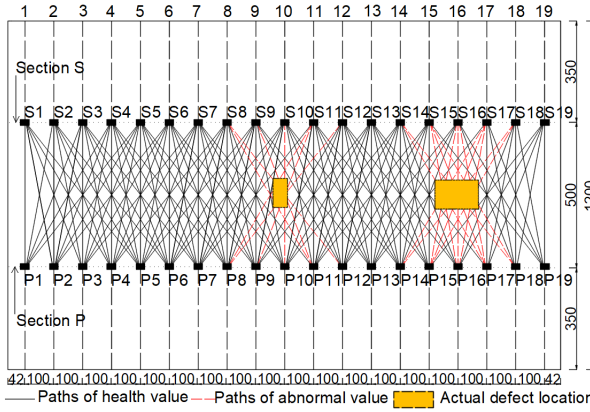 1 2 3 4 5 6 7 8 9 10 11 12 13 14 15 16 17 18 19
Section S
S1 S2 S3 S4 S5 S6 S7 S8 S9 S10 S11 S12 S13 S14 S15 S16 S17 S18 S19
350
500
1200
P1 P2 P3 P4 P5 P6 P7 P8 P9 P10 P11 P12 P13 P14 P15 P16 P17 P18 P19
Section P
350
42 100 100 100 100 100 100 100 100 100 100 100 100 100 100 100 100 100 100 42
Paths of health value Paths of abnormal value Actual defect location